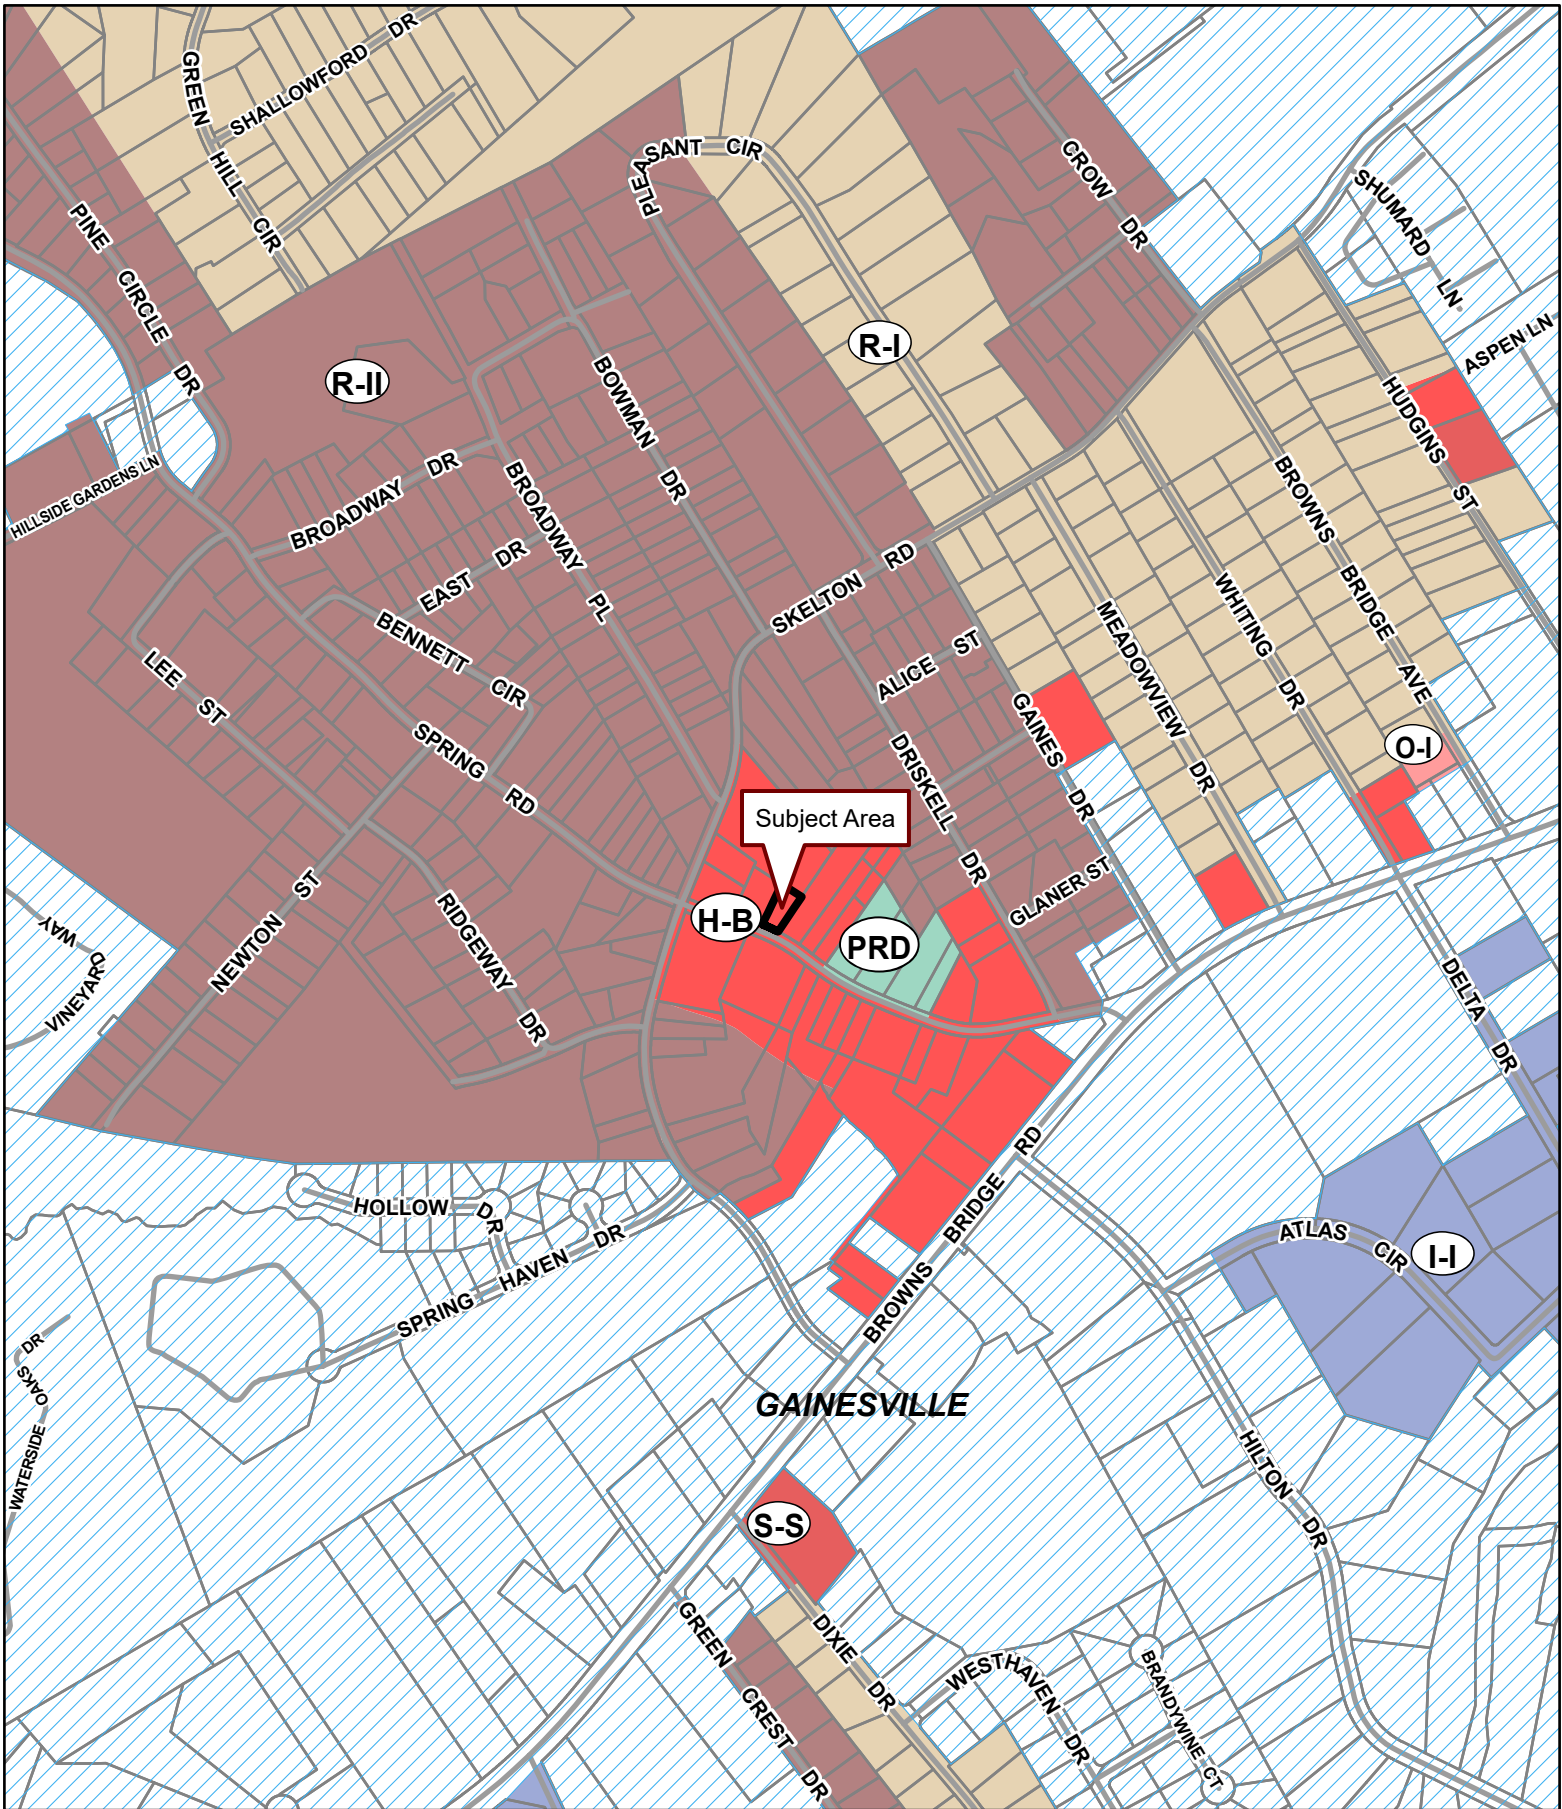 GREEN HILL CIR
SHALLOWFORD DR
PINE CIRCLE DR
PLEASANT CIR
CROW DR
SHUMARD LN
ASPEN LN
R-I
R-II
HUDGINS ST
BOWMAN DR
BROADWAY DR
BROADWAY PL
HILLSIDE GARDENS LN
EAST DR
BENNETT CIR
SKELTON RD
BROWNS BRIDGE AVE
WHITING DR
MEADOWVIEW DR
ALICE ST
LEE ST
SPRING RD
GAINES DR
DRISKELL DR
O-I
Subject Area
GLANER ST
H-B
PRD
NEWTON ST
RIDGEWAY DR
VINEYARD WAY
DELTA DR
BROWNS BRIDGE RD
HOLLOW DR
SPRING HAVEN DR
ATLAS CIR
I-I
WATERSIDE OAKS DR
GAINESVILLE
HILTON DR
S-S
GREEN CREST DR
DIXIE DR
WESTHAVEN DR
BRANDYWINE CT